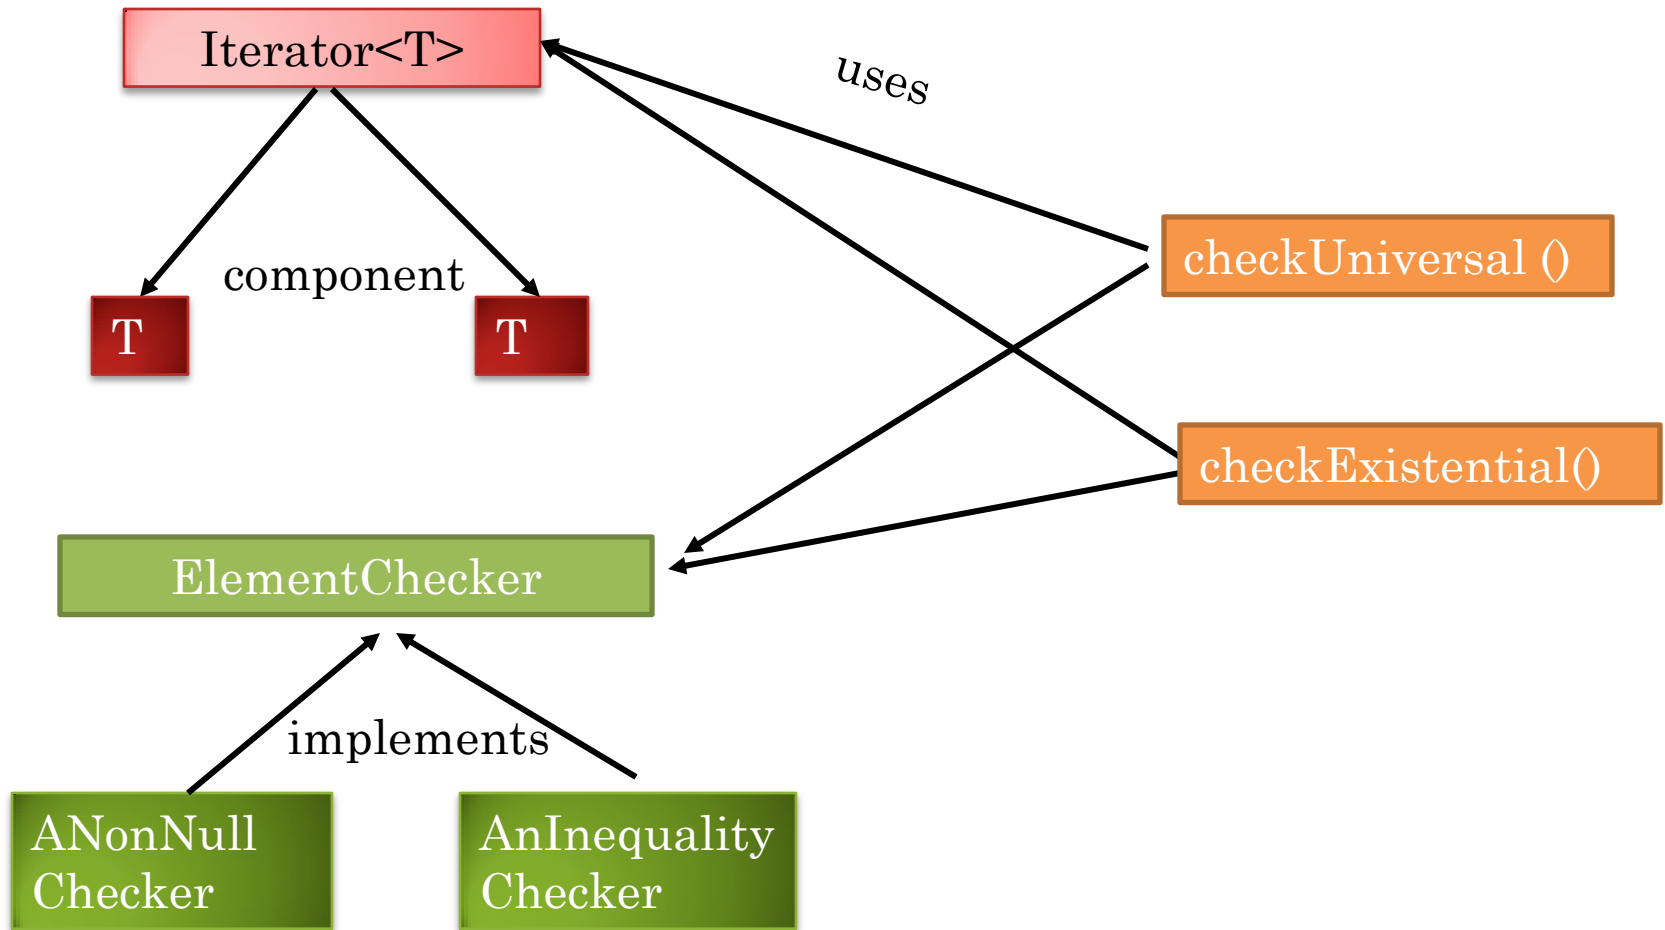 Iterator<T>
uses
checkUniversal ()
component
T
T
checkExistential()
ElementChecker
implements
ANonNull
Checker
AnInequality
Checker